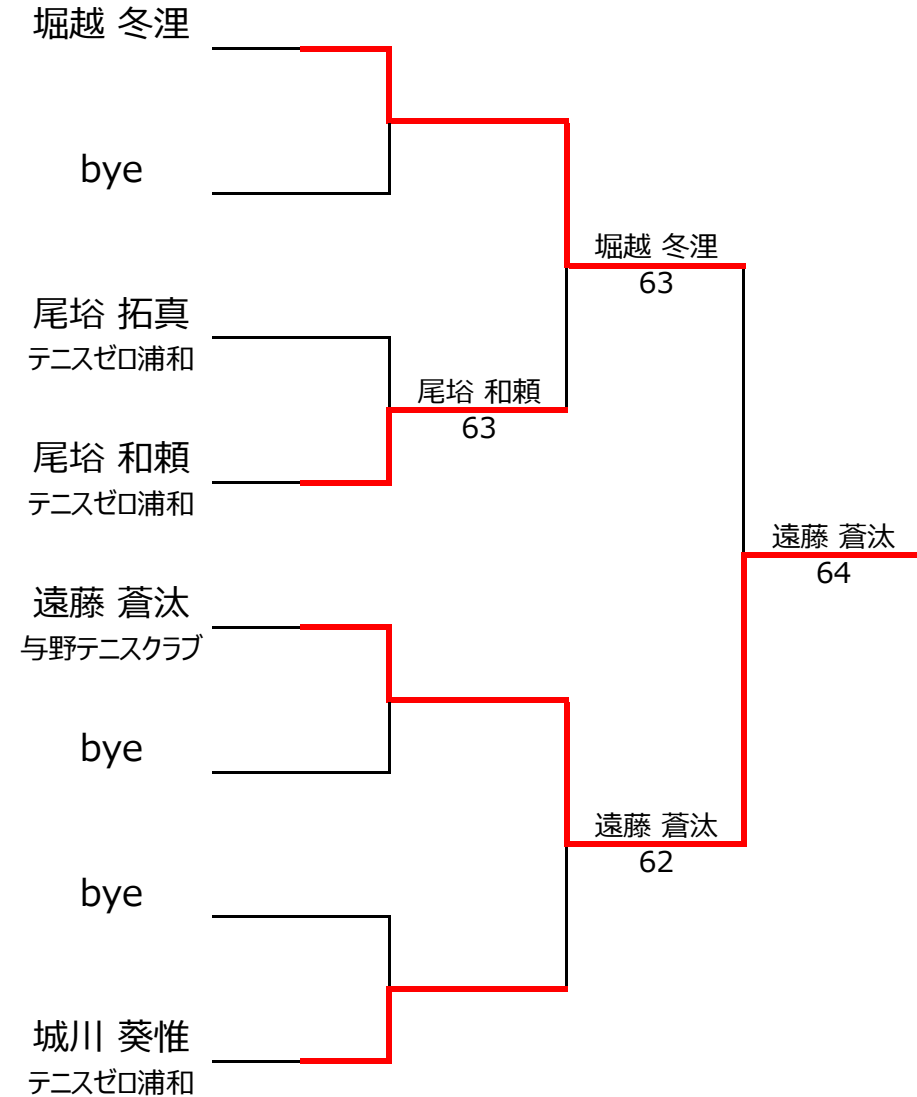 堀越 冬浬
bye
堀越 冬浬
63
尾坮 拓真
テニスゼロ浦和
尾坮 和頼
63
尾坮 和頼
テニスゼロ浦和
遠藤 蒼汰
64
遠藤 蒼汰
与野テニスクラブ
bye
遠藤 蒼汰
62
bye
城川 葵惟
テニスゼロ浦和